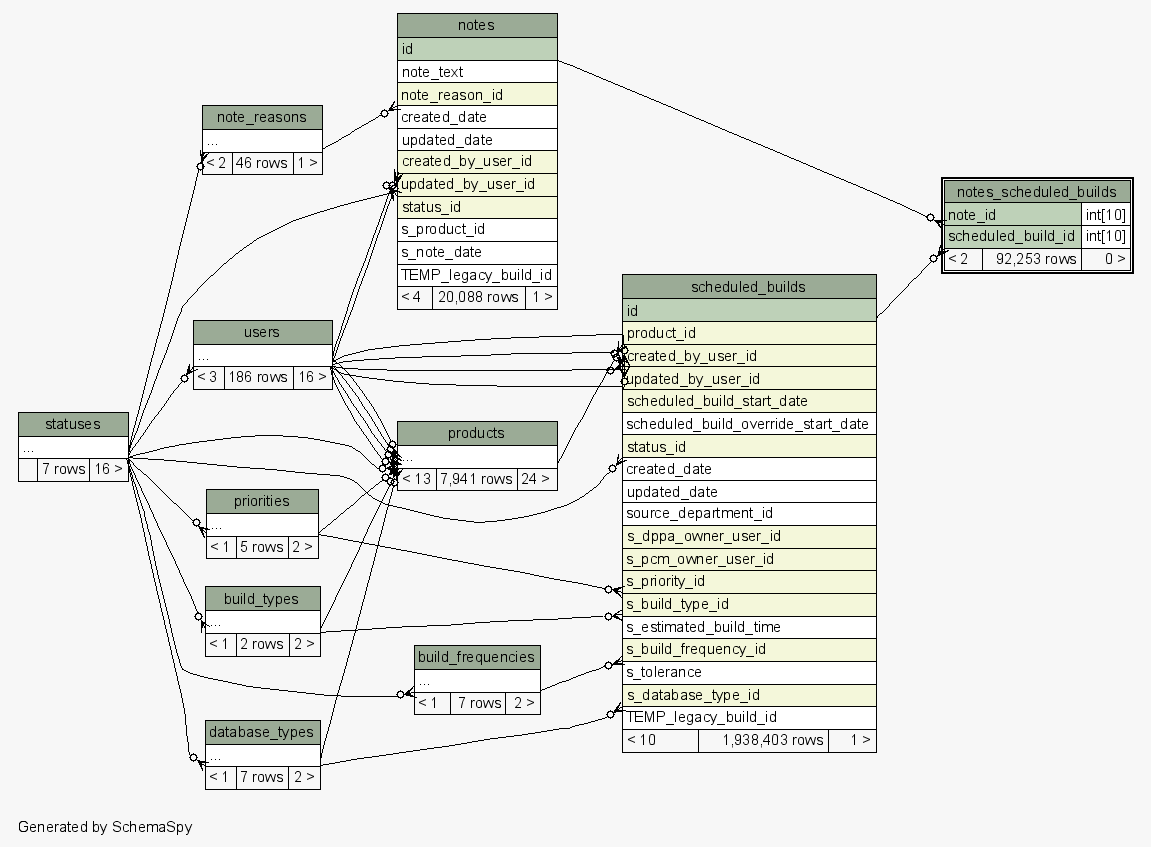 notes
id
note_text
note_reason_id
created_date
updated_date
created_by_user_id
updated_by_user_id
status_id
s_product_id
s_note_date
TEMP_legacy_build_id
< 4 20,088 rows 1 >
note_reasons
...
< 2 46 rows 1 >
notes_scheduled_builds
note_id int[10]
scheduled_build_id int[10]
< 2 92,253 rows 0 >
scheduled_builds
id
product_id
created_by_user_id
updated_by_user_id
scheduled_build_start_date
scheduled_build_override_start_date
status_id
created_date
updated_date
source_department_id
s_dppa_owner_user_id
s_pcm_owner_user_id
s_priority_id
s_build_type_id
s_estimated_build_time
s_build_frequency_id
s_tolerance
s_database_type_id
TEMP_legacy_build_id
< 10 1,938,403 rows 1 >
users
...
< 3 186 rows 16 >
statuses
...
7 rows 16 >
products
...
< 13 7,941 rows 24 >
priorities
...
< 1 5 rows 2 >
build_types
...
< 1 2 rows 2 >
build_frequencies
...
< 1 7 rows 2 >
database_types
...
< 1 7 rows 2 >
Generated by SchemaSpy